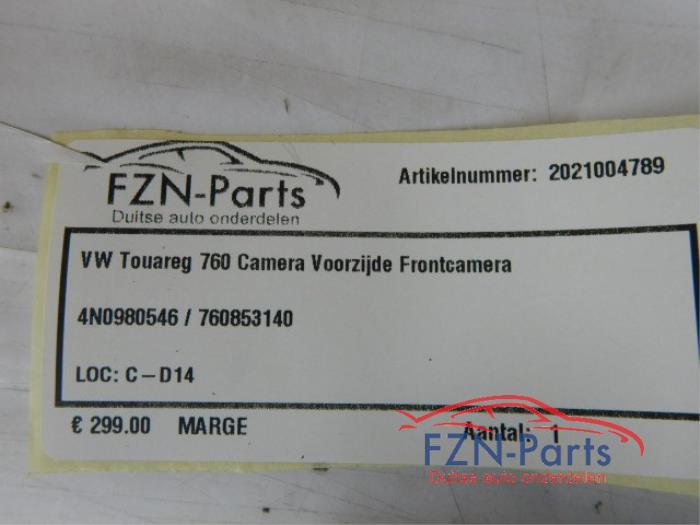 FZN-Parts
Duitse auto onderdelen
Artikelnummer: 2021004789
VW Touareg 760 Camera Voorzijde Frontcamera
4N0980546 / 760853140
LOC: C-D14
€ 299.00 MARGE
Aantal: 1
FZN-Parts
Duitse auto onderdelen